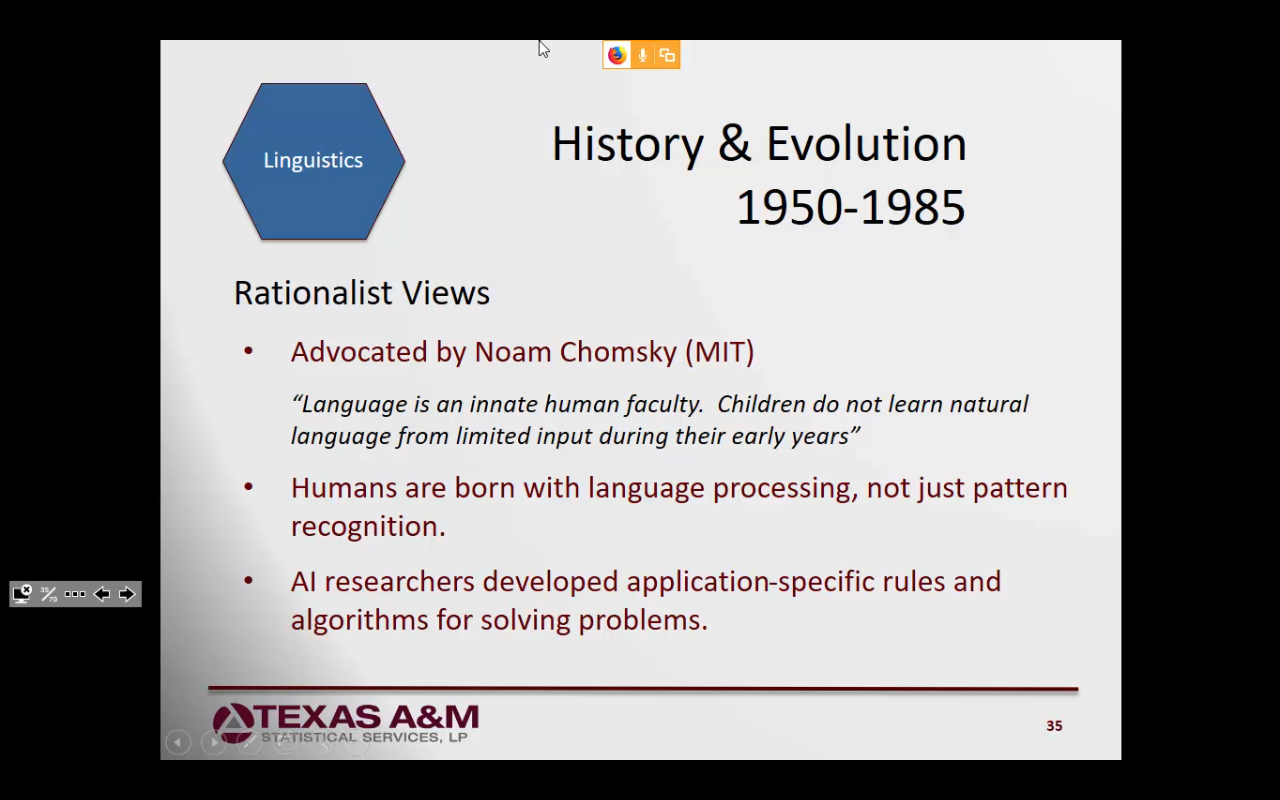 Linguistics
History & Evolution
1950-1985
Rationalist Views
• Advocated by Noam Chomsky (MIT)
“Language is an innate human faculty.  Children do not learn natural
language from limited input during their early years”
• Humans are born with language processing, not just pattern
recognition.
• AI researchers developed application-specific rules and
algorithms for solving problems.
35/70
TEXAS A&M
STATISTICAL SERVICES, LP
35